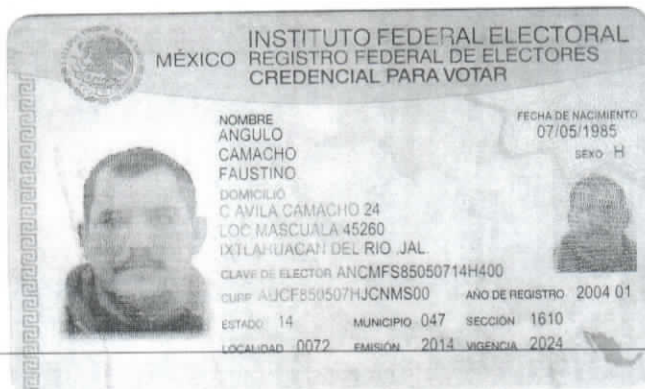 INSTITUTO FEDERAL ELECTORAL
MÉXICO REGISTRO FEDERAL DE ELECTORES
CREDENCIAL PARA VOTAR
NOMBRE
ANGULO
CAMACHO
FAUSTINO
FECHA DE NACIMIENTO
07/05/1985
SEXO H
DOMICILIO
C AVILA CAMACHO 24
LOC MASCUALA 45260
IXTLAHUACAN DEL RIO ,JAL.
CLAVE DE ELECTOR ANCMFS85050714H400
CURP AUCF850507HJCNMS00 AÑO DE REGISTRO 2004 01
ESTADO 14 MUNICIPIO 047 SECCIÓN 1610
LOCALIDAD 0072 EMISIÓN 2014 VIGENCIA 2024